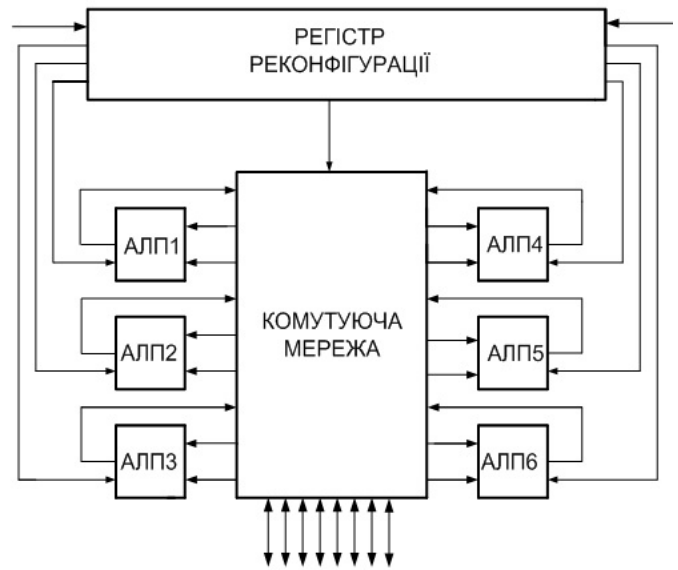 РЕГІСТР
РЕКОНФІГУРАЦІЇ
АЛП1
АЛП4
КОМУТУЮЧА
МЕРЕЖА
АЛП2
АЛП5
АЛП3
АЛП6